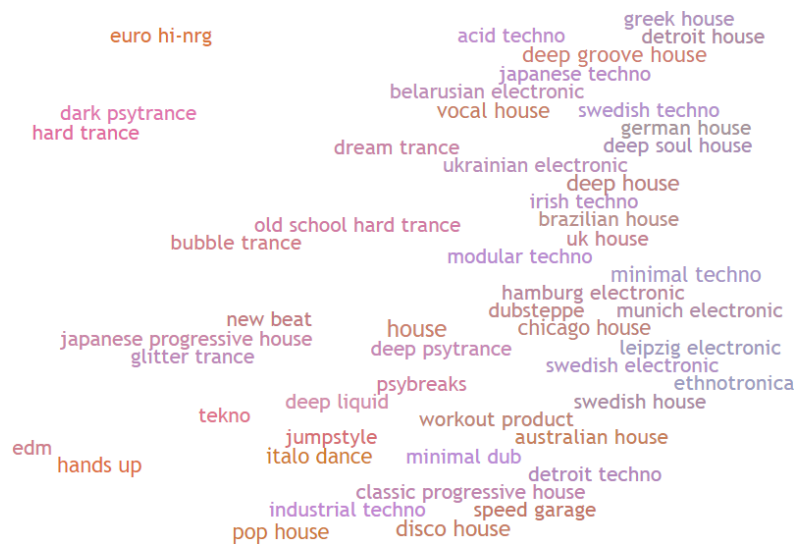 greek house
euro hi-nrg
acid techno
detroit house
deep groove house
japanese techno
belarusian electronic
dark psytrance
vocal house
swedish techno
hard trance
german house
dream trance
deep soul house
ukrainian electronic
deep house
irish techno
old school hard trance
brazilian house
bubble trance
uk house
modular techno
minimal techno
hamburg electronic
dubsteppe
munich electronic
new beat
house
chicago house
japanese progressive house
deep psytrance
leipzig electronic
glitter trance
swedish electronic
psybreaks
ethnotronica
deep liquid
swedish house
tekno
workout product
jumpstyle
australian house
edm
italo dance
minimal dub
hands up
detroit techno
classic progressive house
industrial techno
speed garage
pop house
disco house